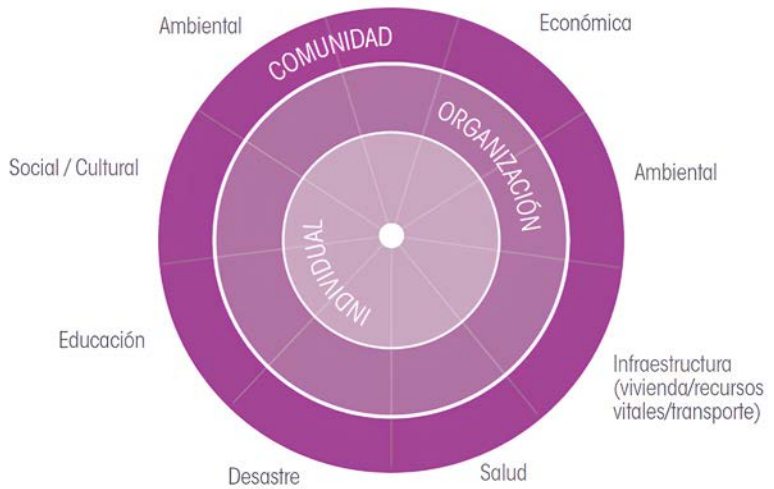 Ambiental
Económica
COMUNIDAD
ORGANIZACIÓN
INDIVIDUAL
Social / Cultural
Ambiental
Educación
Infraestructura
(vivienda/recursos
vitales/transporte)
Desastre
Salud